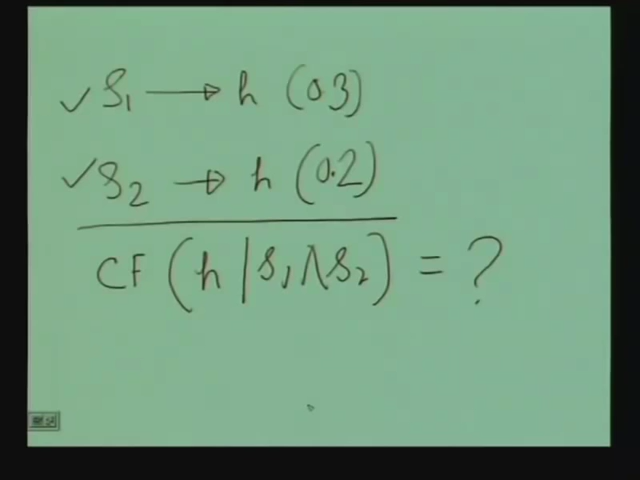 ✓ S₁ → h (0.3)
✓ S₂ → h (0.2)
CF (h | S₁ ∧ S₂) = ?